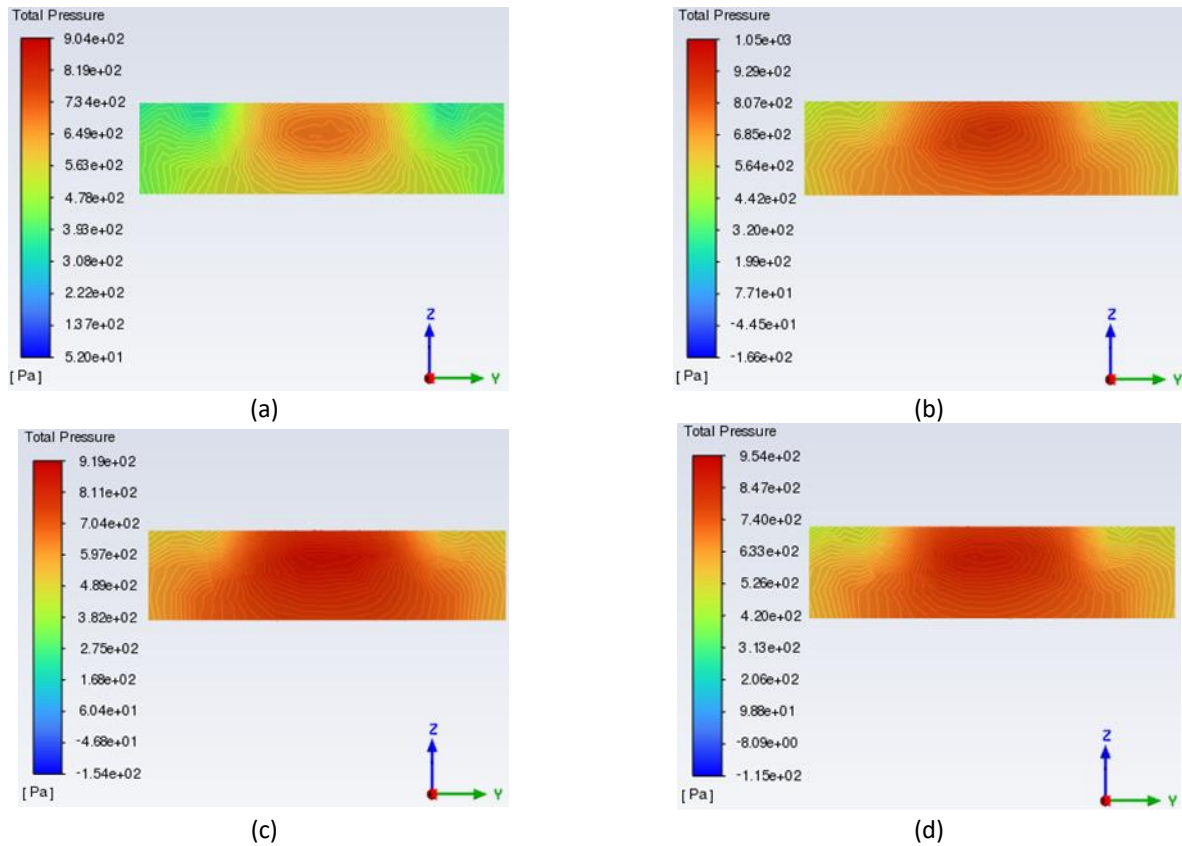 Total Pressure
9.04e+02
8.19e+02
7.34e+02
6.49e+02
5.63e+02
4.78e+02
3.93e+02
3.08e+02
2.22e+02
1.37e+02
5.20e+01
[ Pa ]
Z
Y
(a)
Total Pressure
1.05e+03
9.29e+02
8.07e+02
6.85e+02
5.64e+02
4.42e+02
3.20e+02
1.99e+02
7.71e+01
-4.45e+01
-1.66e+02
[ Pa ]
Z
Y
(b)
Total Pressure
9.19e+02
8.11e+02
7.04e+02
5.97e+02
4.89e+02
3.82e+02
2.75e+02
1.68e+02
6.04e+01
-4.68e+01
-1.54e+02
[ Pa ]
Z
Y
(c)
Total Pressure
9.54e+02
8.47e+02
7.40e+02
6.33e+02
5.26e+02
4.20e+02
3.13e+02
2.06e+02
9.88e+01
-8.09e+00
-1.15e+02
[ Pa ]
Z
Y
(d)